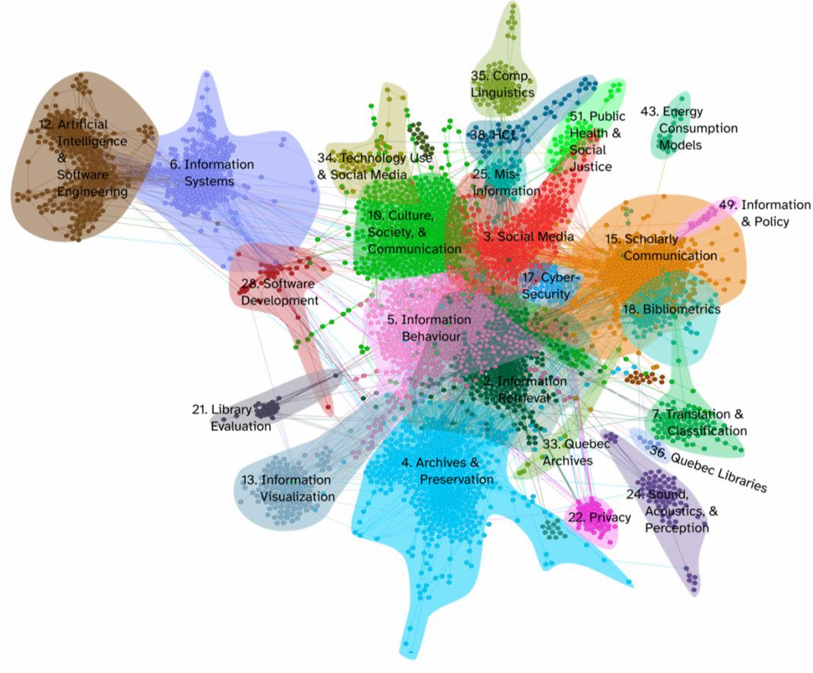 35. Comp.
Linguistics
12. Artificial
Intelligence
&
Software
Engineering
6. Information
Systems
34. Technology Use
& Social Media
38. HCI
51. Public
Health &
Social
Justice
43. Energy
Consumption
Models
25. Mis-
information
10. Culture,
Society, &
Communication
3. Social Media
15. Scholarly
Communication
49. Information
& Policy
28. Software
Development
17. Cyber-
Security
18. Bibliometrics
5. Information
Behaviour
2. Information
Retrieval
21. Library
Evaluation
7. Translation &
Classification
33. Quebec
Archives
36. Quebec Libraries
4. Archives &
Preservation
13. Information
Visualization
24. Sound,
Acoustics, &
Perception
22. Privacy